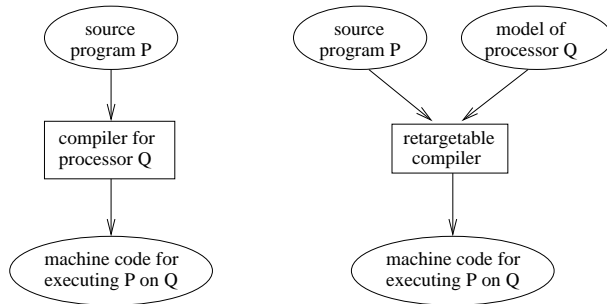 source
program P
compiler for
processor Q
machine code for
executing P on Q
source
program P
model of
processor Q
retargetable
compiler
machine code for
executing P on Q